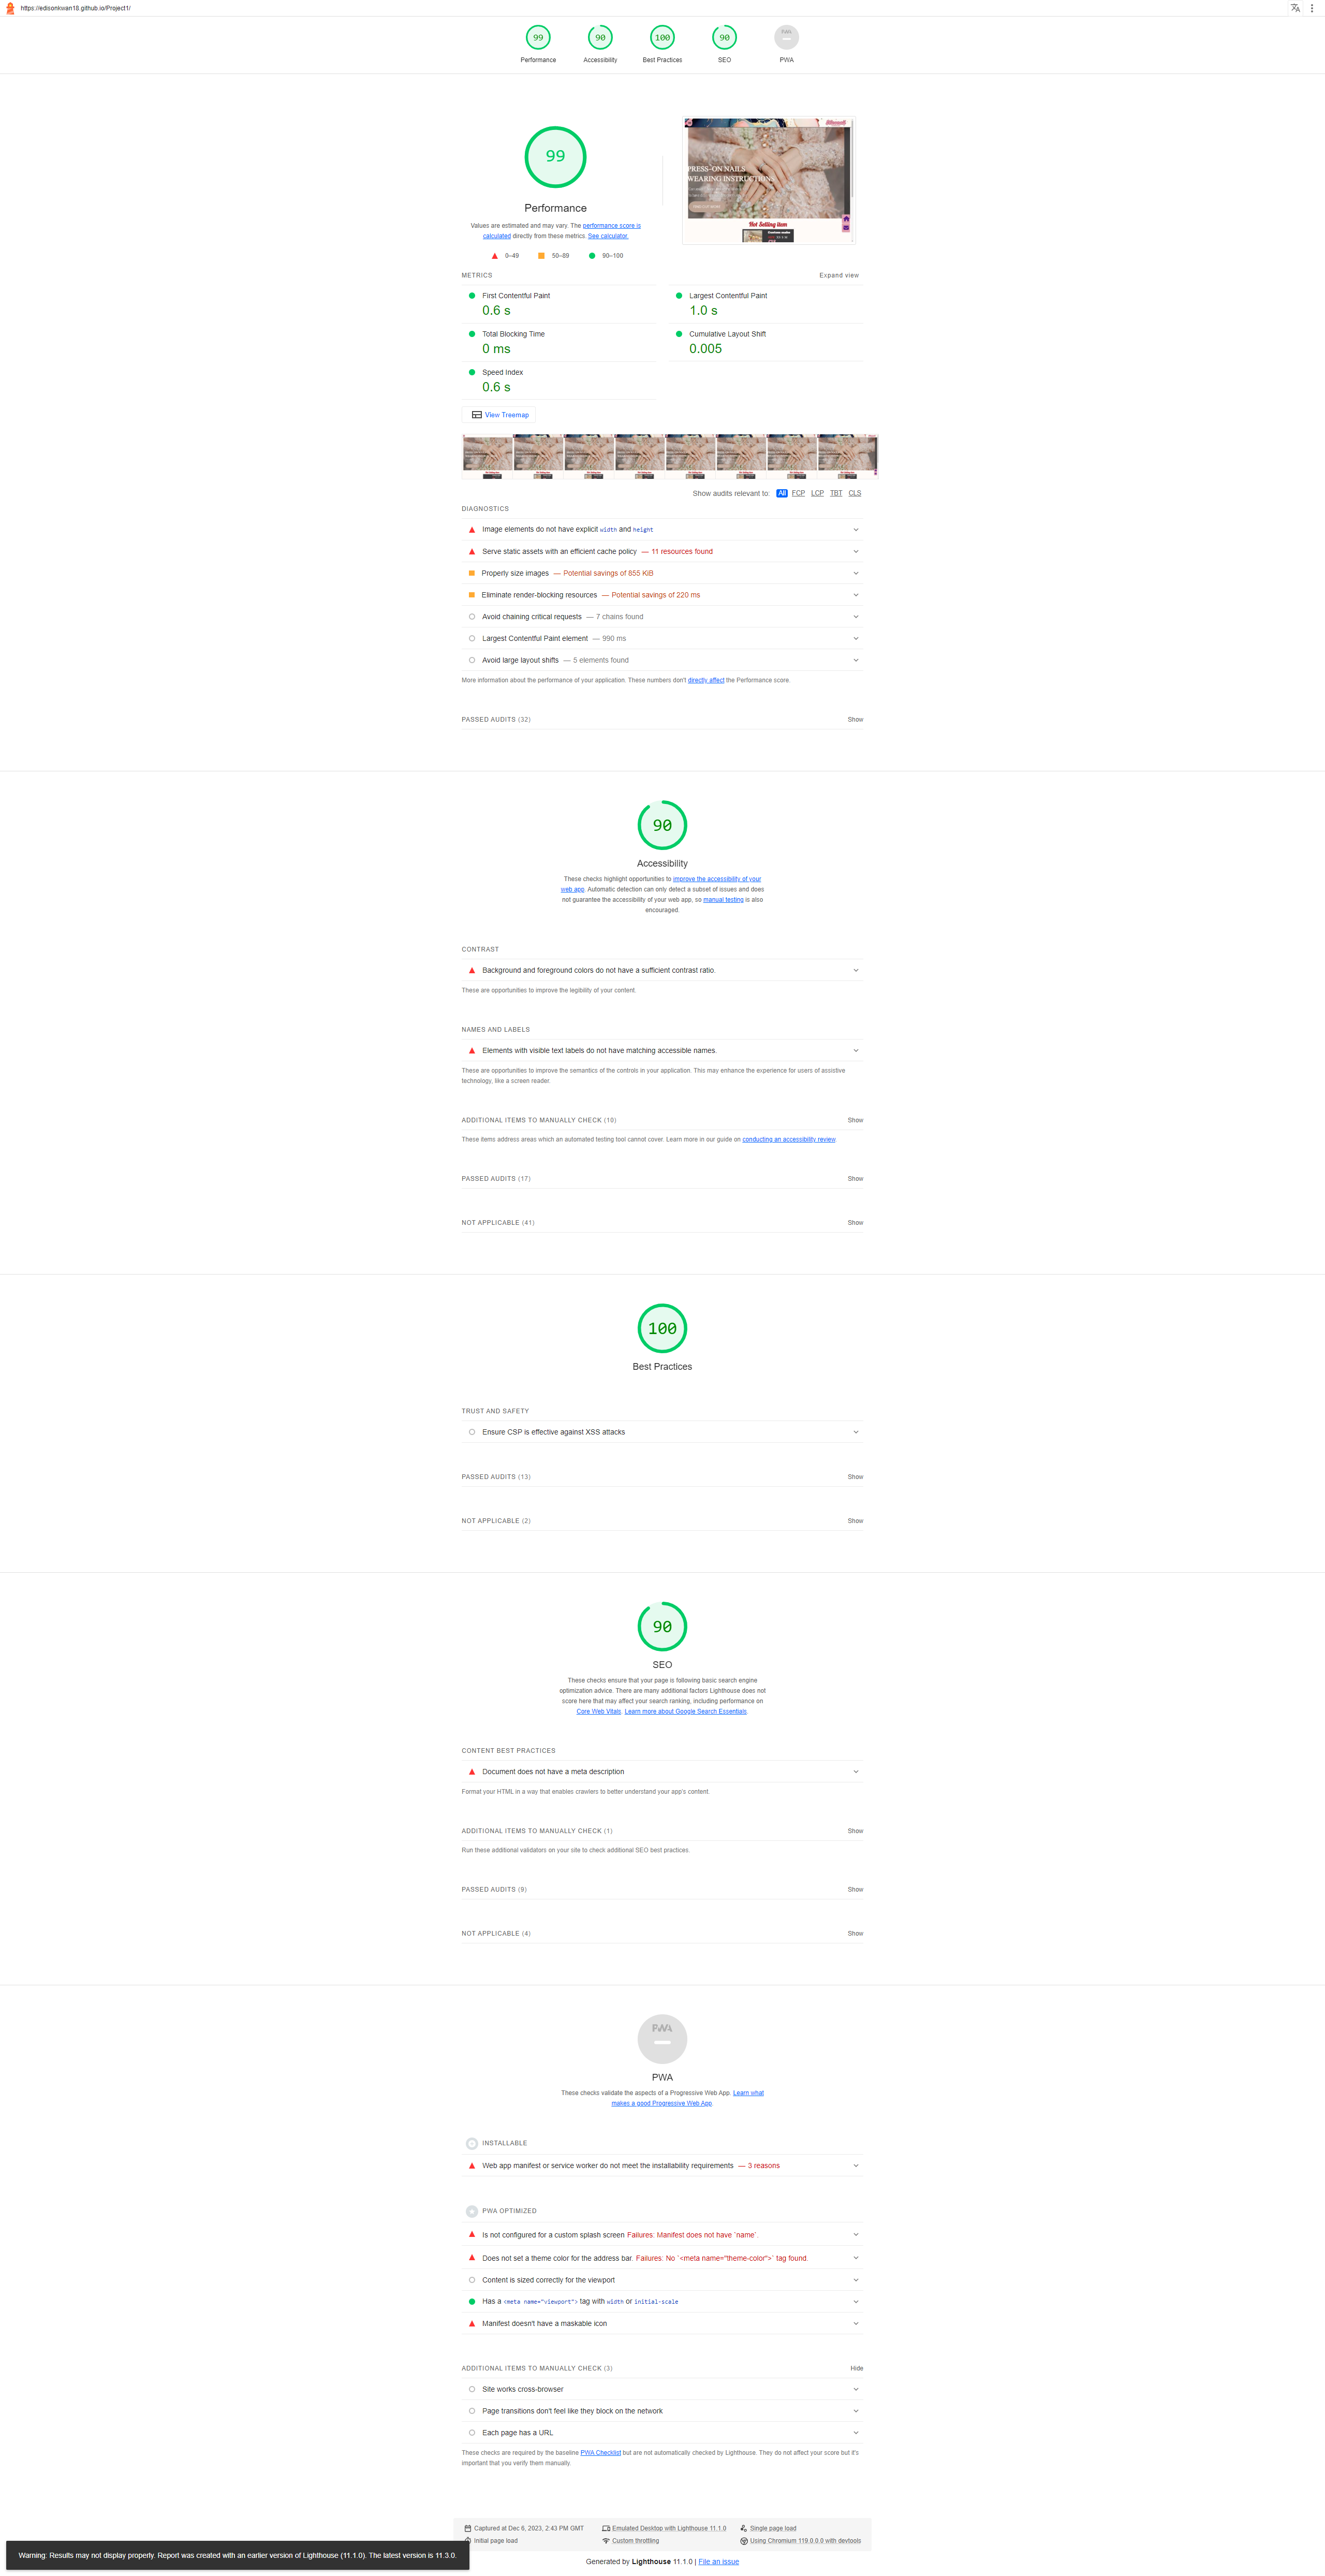 https://edisonkwan18.github.io/Project1/
99
90
100
90
PWA
Performance
Accessibility
Best Practices
SEO
PWA
99
Performance
Values are estimated and may vary. The performance score is
calculated directly from these metrics. See calculator.
0–49
50–89
90–100
PRESS-ON NAILS
WEARING INSTRUCTIONS
Hot Selling item
METRICS
Expand view
First Contentful Paint
0.6 s
Largest Contentful Paint
1.0 s
Total Blocking Time
0 ms
Cumulative Layout Shift
0.005
Speed Index
0.6 s
View Treemap
Show audits relevant to: All FCP LCP TBT CLS
DIAGNOSTICS
Image elements do not have explicit width and height
Serve static assets with an efficient cache policy — 11 resources found
Properly size images — Potential savings of 855 KiB
Eliminate render-blocking resources — Potential savings of 220 ms
Avoid chaining critical requests — 7 chains found
Largest Contentful Paint element — 990 ms
Avoid large layout shifts — 5 elements found
More information about the performance of your application. These numbers don't directly affect the Performance score.
PASSED AUDITS (32)
Show
90
Accessibility
These checks highlight opportunities to improve the accessibility of your
web app. Automatic detection can only detect a subset of issues and does
not guarantee the accessibility of your web app, so manual testing is also
encouraged.
CONTRAST
Background and foreground colors do not have a sufficient contrast ratio.
These are opportunities to improve the legibility of your content.
NAMES AND LABELS
Elements with visible text labels do not have matching accessible names.
These are opportunities to improve the semantics of the controls in your application. This may enhance the experience for users of assistive
technology, like a screen reader.
ADDITIONAL ITEMS TO MANUALLY CHECK (10)
Show
These items address areas which an automated testing tool cannot cover. Learn more in our guide on conducting an accessibility review.
PASSED AUDITS (17)
Show
NOT APPLICABLE (41)
Show
100
Best Practices
TRUST AND SAFETY
Ensure CSP is effective against XSS attacks
PASSED AUDITS (13)
Show
NOT APPLICABLE (2)
Show
90
SEO
These checks ensure that your page is following basic search engine
optimization advice. There are many additional factors Lighthouse does not
score here that may affect your search ranking, including performance on
Core Web Vitals. Learn more about Google Search Essentials.
CONTENT BEST PRACTICES
Document does not have a meta description
Format your HTML in a way that enables crawlers to better understand your app's content.
ADDITIONAL ITEMS TO MANUALLY CHECK (1)
Show
Run these additional validators on your site to check additional SEO best practices.
PASSED AUDITS (9)
Show
NOT APPLICABLE (4)
Show
PWA
PWA
These checks validate the aspects of a Progressive Web App. Learn what
makes a good Progressive Web App.
INSTALLABLE
Web app manifest or service worker do not meet the installability requirements — 3 reasons
PWA OPTIMIZED
Is not configured for a custom splash screen Failures: Manifest does not have `name`.
Does not set a theme color for the address bar. Failures: No `<meta name="theme-color">` tag found.
Content is sized correctly for the viewport
Has a <meta name="viewport"> tag with width or initial-scale
Manifest doesn't have a maskable icon
ADDITIONAL ITEMS TO MANUALLY CHECK (3)
Hide
Site works cross-browser
Page transitions don't feel like they block on the network
Each page has a URL
These checks are required by the baseline PWA Checklist but are not automatically checked by Lighthouse. They do not affect your score but it's
important that you verify them manually.
Captured at Dec 6, 2023, 2:43 PM GMT
Emulated Desktop with Lighthouse 11.1.0
Single page load
Initial page load
Custom throttling
Using Chromium 119.0.0.0 with devtools
Warning: Results may not display properly. Report was created with an earlier version of Lighthouse (11.1.0). The latest version is 11.3.0.
Generated by Lighthouse 11.1.0 | File an issue